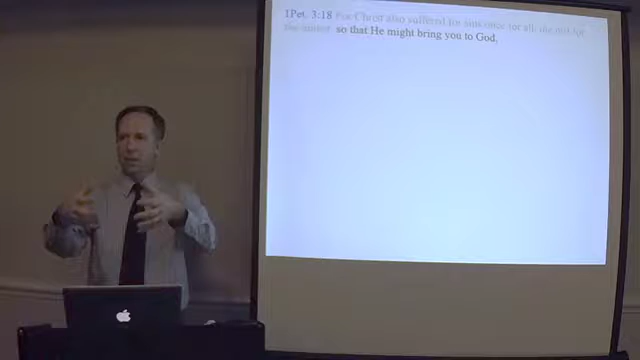 1Pet. 3:18 For Christ also suffered for sins once for all, the just for
the unjust, so that He might bring you to God,